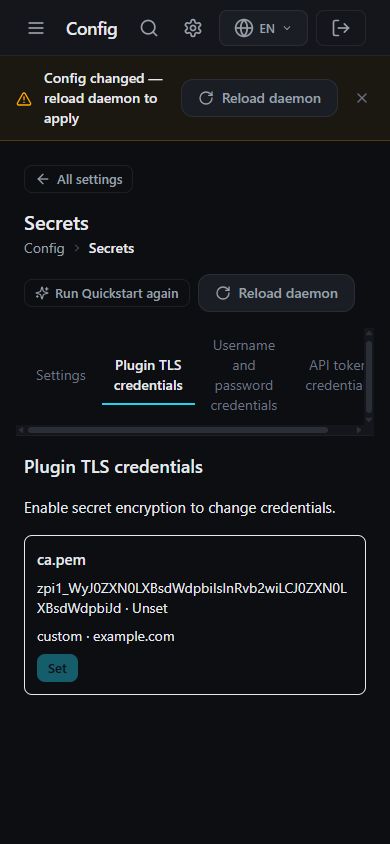 Config
EN
Config changed —
reload daemon to
apply
Reload daemon
All settings
Secrets
Config > Secrets
Run Quickstart again
Reload daemon
Settings
Plugin TLS
credentials
Username
and
password
credentials
API token
credentia
Plugin TLS credentials
Enable secret encryption to change credentials.
ca.pem
zpi1_WyJ0ZXN0LXBsdWdpbiIsInRvb2wiLCJ0ZXN0L
XBsdWdpbiJd · Unset
custom · example.com
Set